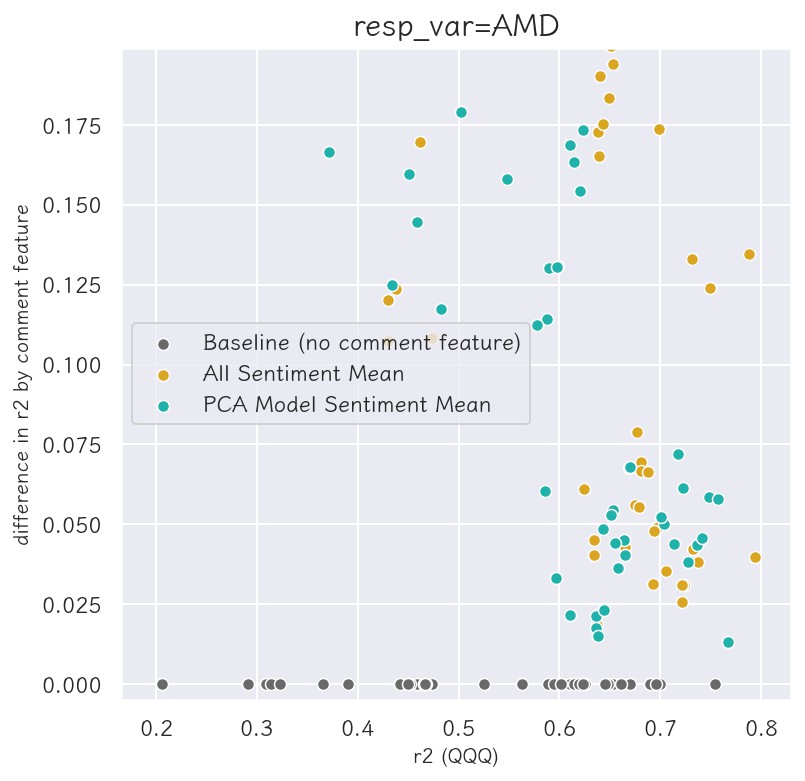 resp_var=AMD
difference in r2 by comment feature
0.175
0.150
0.125
0.100
0.075
0.050
0.025
0.000
Baseline (no comment feature)
All Sentiment Mean
PCA Model Sentiment Mean
0.2 0.3 0.4 0.5 0.6 0.7 0.8
r2 (QQQ)